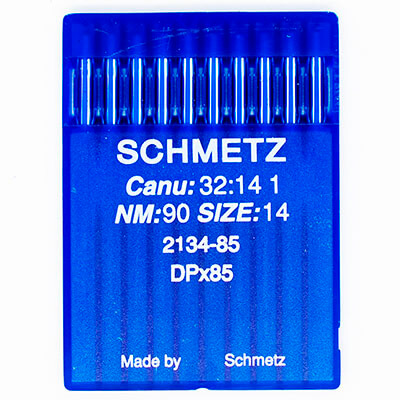 SCHMETZ
Canu: 32:14 1
NM:90 SIZE:14
2134-85
DPx85
Made by Schmetz